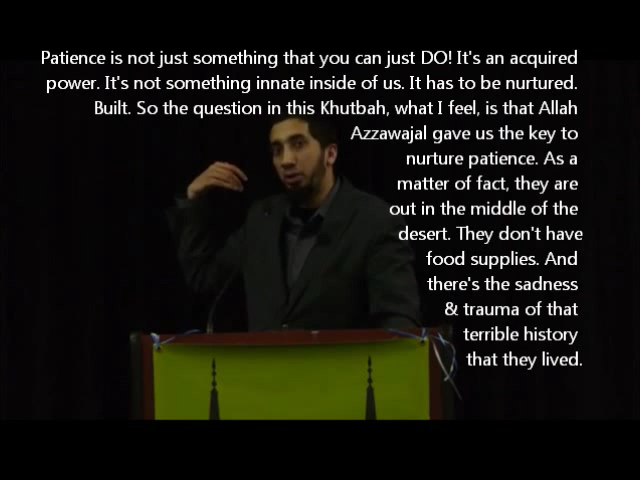 Patience is not just something that you can just DO! It's an acquired
power. It's not something innate inside of us. It has to be nurtured.
Built. So the question in this Khutbah, what I feel, is that Allah
Azzawajal gave us the key to
nurture patience. As a
matter of fact, they are
out in the middle of the
desert. They don't have
food supplies. And
there's the sadness
& trauma of that
terrible history
that they lived.